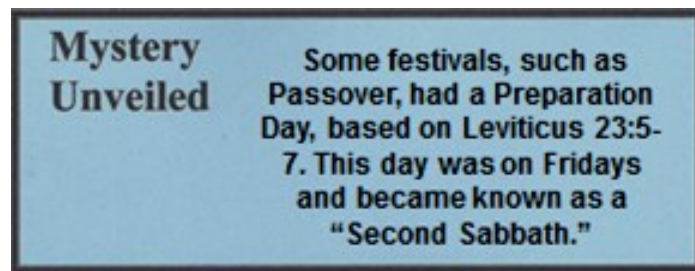 Mystery
Unveiled
Some festivals, such as
Passover, had a Preparation
Day, based on Leviticus 23:5-
7. This day was on Fridays
and became known as a
“Second Sabbath.”